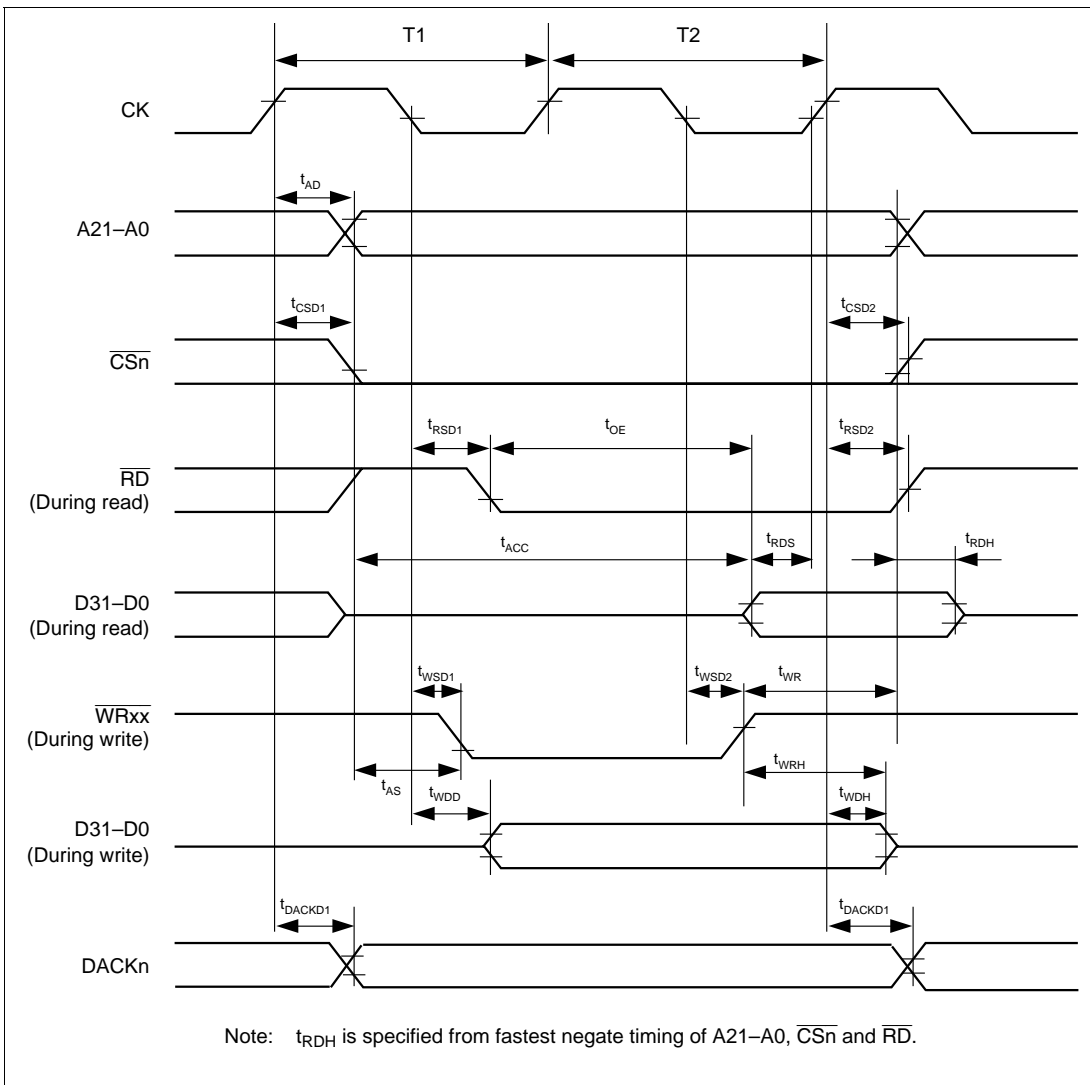 T1 T2
CK
tAD
A21–A0
tCSD1 tCSD2
CSn
tRSD1 tOE tRSD2
RD
(During read)
tACC tRDS tRDH
D31–D0
(During read)
tWSD1 tWSD2 tWR
WRxx
(During write)
tAS tWDD tWRH tWDH
D31–D0
(During write)
tDACKD1 tDACKD1
DACKn
Note: tRDH is specified from fastest negate timing of A21–A0, CSn and RD.